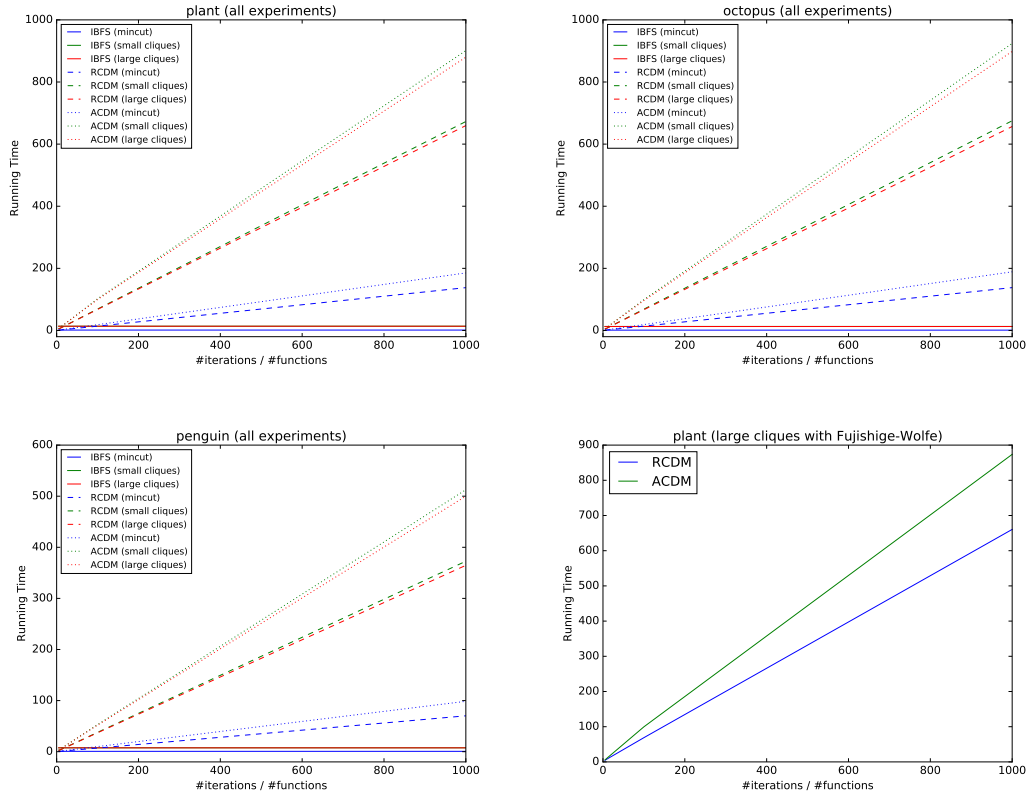 plant (all experiments)
1000
800
600
400
200
0
0
200
400
600
800
1000
Running Time
#iterations / #functions
IBFS (mincut)
IBFS (small cliques)
IBFS (large cliques)
RCDM (mincut)
RCDM (small cliques)
RCDM (large cliques)
ACDM (mincut)
ACDM (small cliques)
ACDM (large cliques)
octopus (all experiments)
1000
800
600
400
200
0
0
200
400
600
800
1000
Running Time
#iterations / #functions
IBFS (mincut)
IBFS (small cliques)
IBFS (large cliques)
RCDM (mincut)
RCDM (small cliques)
RCDM (large cliques)
ACDM (mincut)
ACDM (small cliques)
ACDM (large cliques)
penguin (all experiments)
600
500
400
300
200
100
0
0
200
400
600
800
1000
Running Time
#iterations / #functions
IBFS (mincut)
IBFS (small cliques)
IBFS (large cliques)
RCDM (mincut)
RCDM (small cliques)
RCDM (large cliques)
ACDM (mincut)
ACDM (small cliques)
ACDM (large cliques)
plant (large cliques with Fujishige-Wolfe)
900
800
700
600
500
400
300
200
100
0
0
200
400
600
800
1000
Running Time
#iterations / #functions
RCDM
ACDM